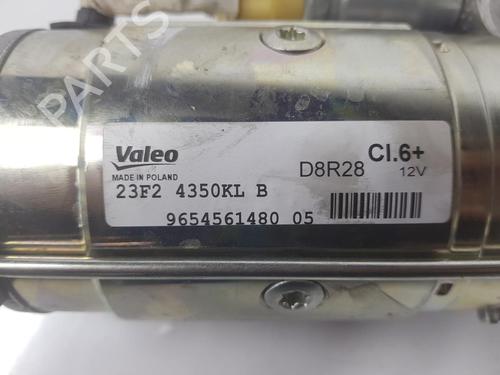 Valeo
MADE IN POLAND
D8R28
Cl.6+
12V
23F2 4350KL B
9654561480 05
B-PARTS